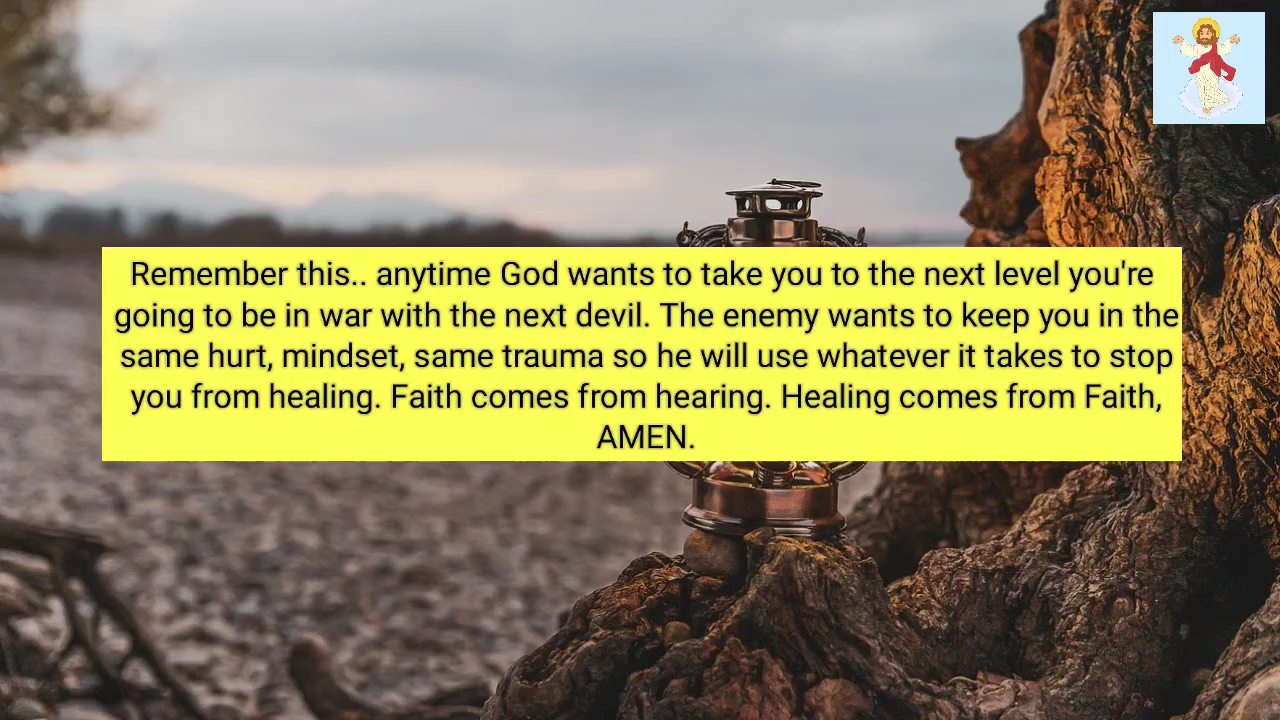 Remember this.. anytime God wants to take you to the next level you're
going to be in war with the next devil. The enemy wants to keep you in the
same hurt, mindset, same trauma so he will use whatever it takes to stop
you from healing. Faith comes from hearing. Healing comes from Faith,
AMEN.